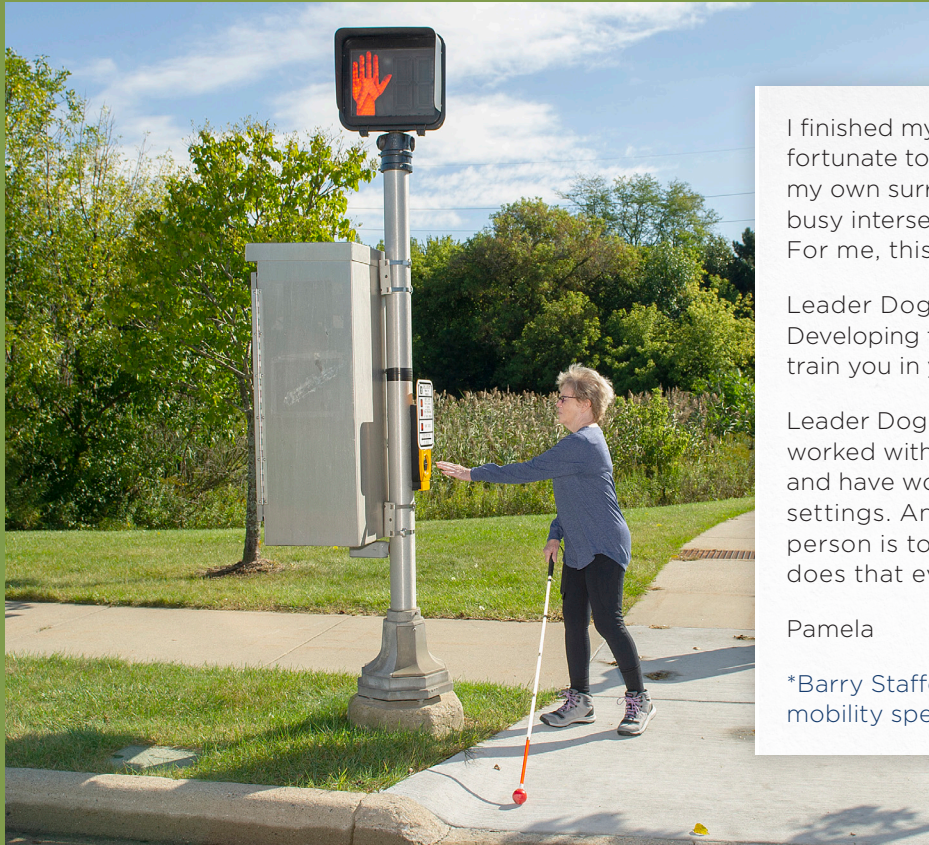 I finished my
fortunate to
my own surr
busy interse
For me, this
Leader Dog
Developing t
train you in y
Leader Dog
worked with
and have wo
settings. An
person is to
does that ev
Pamela
*Barry Staff
mobility spe